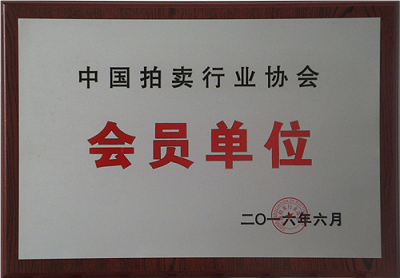 中国拍卖行业协会
会员单位
二〇一六年六月